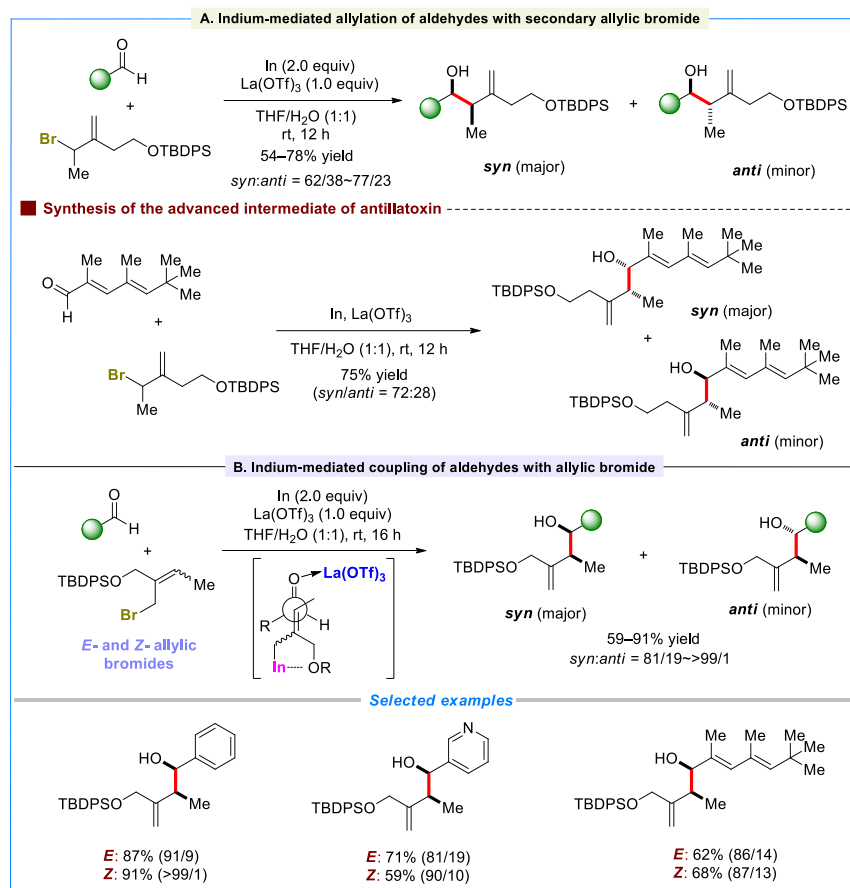 A. Indium-mediated allylation of aldehydes with secondary allylic bromide
O
H
+
Br
Me
OTBDPS
In (2.0 equiv)
La(OTf)3 (1.0 equiv)
THF/H2O (1:1)
rt, 12 h
54–78% yield
syn:anti = 62/38~77/23
OH
Me
OTBDPS
syn (major)
+
OH
Me
OTBDPS
anti (minor)
Synthesis of the advanced intermediate of antillatoxin
Me Me Me Me
Me
O
H
+
Br
Me
OTBDPS
In, La(OTf)3
THF/H2O (1:1), rt, 12 h
75% yield
(syn/anti = 72:28)
Me Me Me
HO Me
Me
TBDPSO Me
syn (major)
+
Me Me Me
HO Me
Me
TBDPSO Me
anti (minor)
B. Indium-mediated coupling of aldehydes with allylic bromide
O
H
+
TBDPSO
Me
Br
E- and Z- allylic
bromides
In (2.0 equiv)
La(OTf)3 (1.0 equiv)
THF/H2O (1:1), rt, 16 h
O La(OTf)3
R H
In OR
HO
TBDPSO Me
syn (major)
+
HO
TBDPSO Me
anti (minor)
59–91% yield
syn:anti = 81/19~>99/1
Selected examples
HO
TBDPSO Me
E: 87% (91/9)
Z: 91% (>99/1)
N
HO
TBDPSO Me
E: 71% (81/19)
Z: 59% (90/10)
Me Me Me
HO Me
Me
TBDPSO Me
E: 62% (86/14)
Z: 68% (87/13)